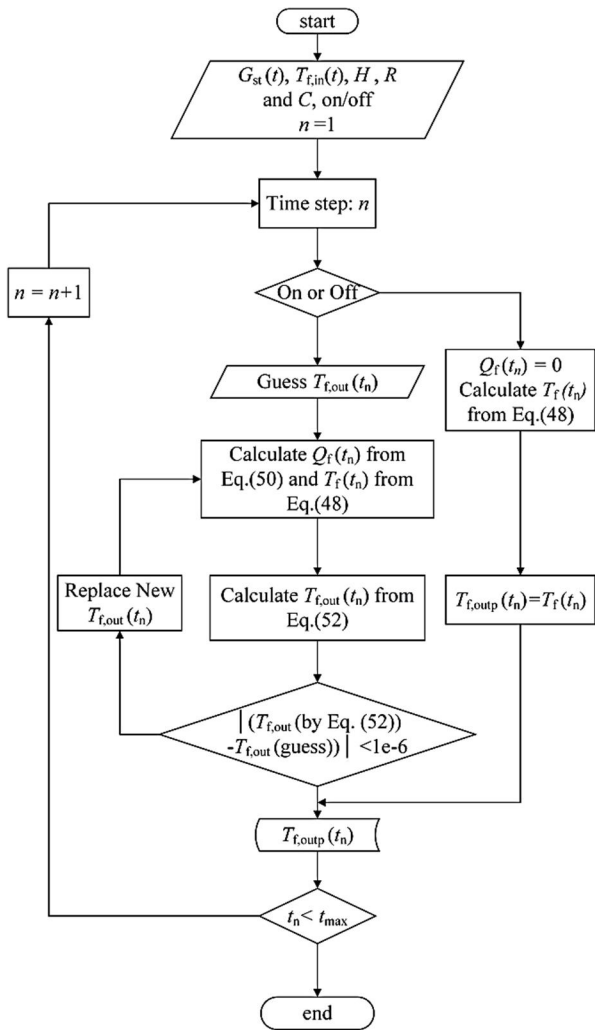 start
G_st(t), T_f,in(t), H , R
and C, on/off
n =1
Time step: n
n = n+1
On or Off
Q_f(t_n) = 0
Calculate T_f(t_n)
from Eq.(48)
Guess T_f,out(t_n)
Calculate Q_f(t_n) from
Eq.(50) and T_f(t_n) from
Eq.(48)
Replace New
T_f,out(t_n)
Calculate T_f,out(t_n) from
Eq.(52)
T_f,outp(t_n)=T_f(t_n)
|(T_f,out(by Eq. (52))
-T_f,out(guess))| <1e-6
T_f,outp(t_n)
t_n< t_max
end